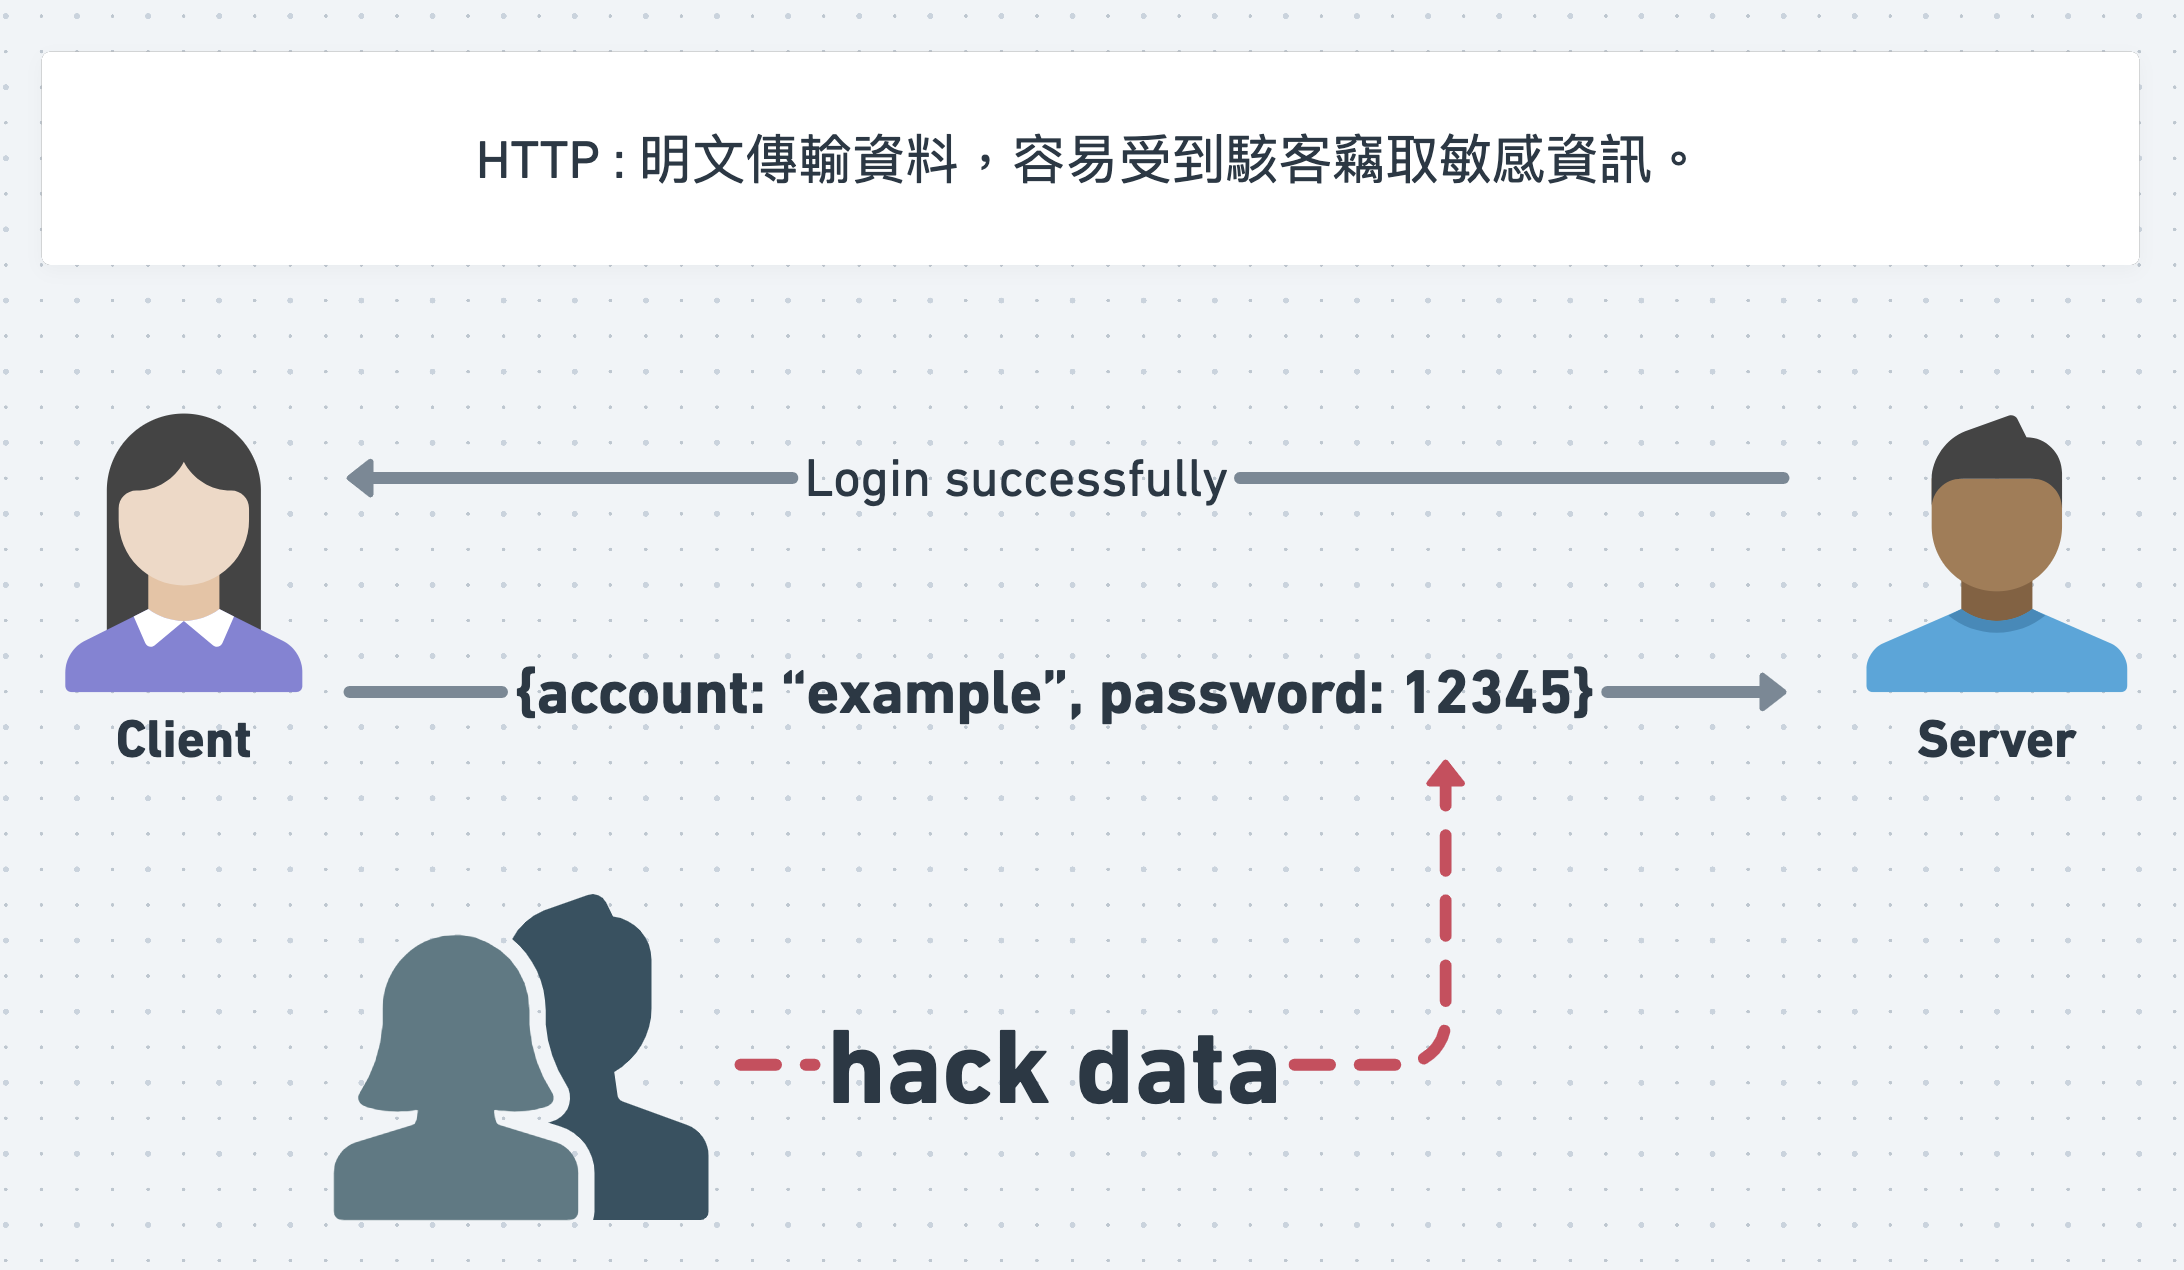 HTTP : 明文傳輸資料，容易受到駭客竊取敏感資訊。
Login successfully
{account: “example”, password: 12345}
Client
Server
hack data